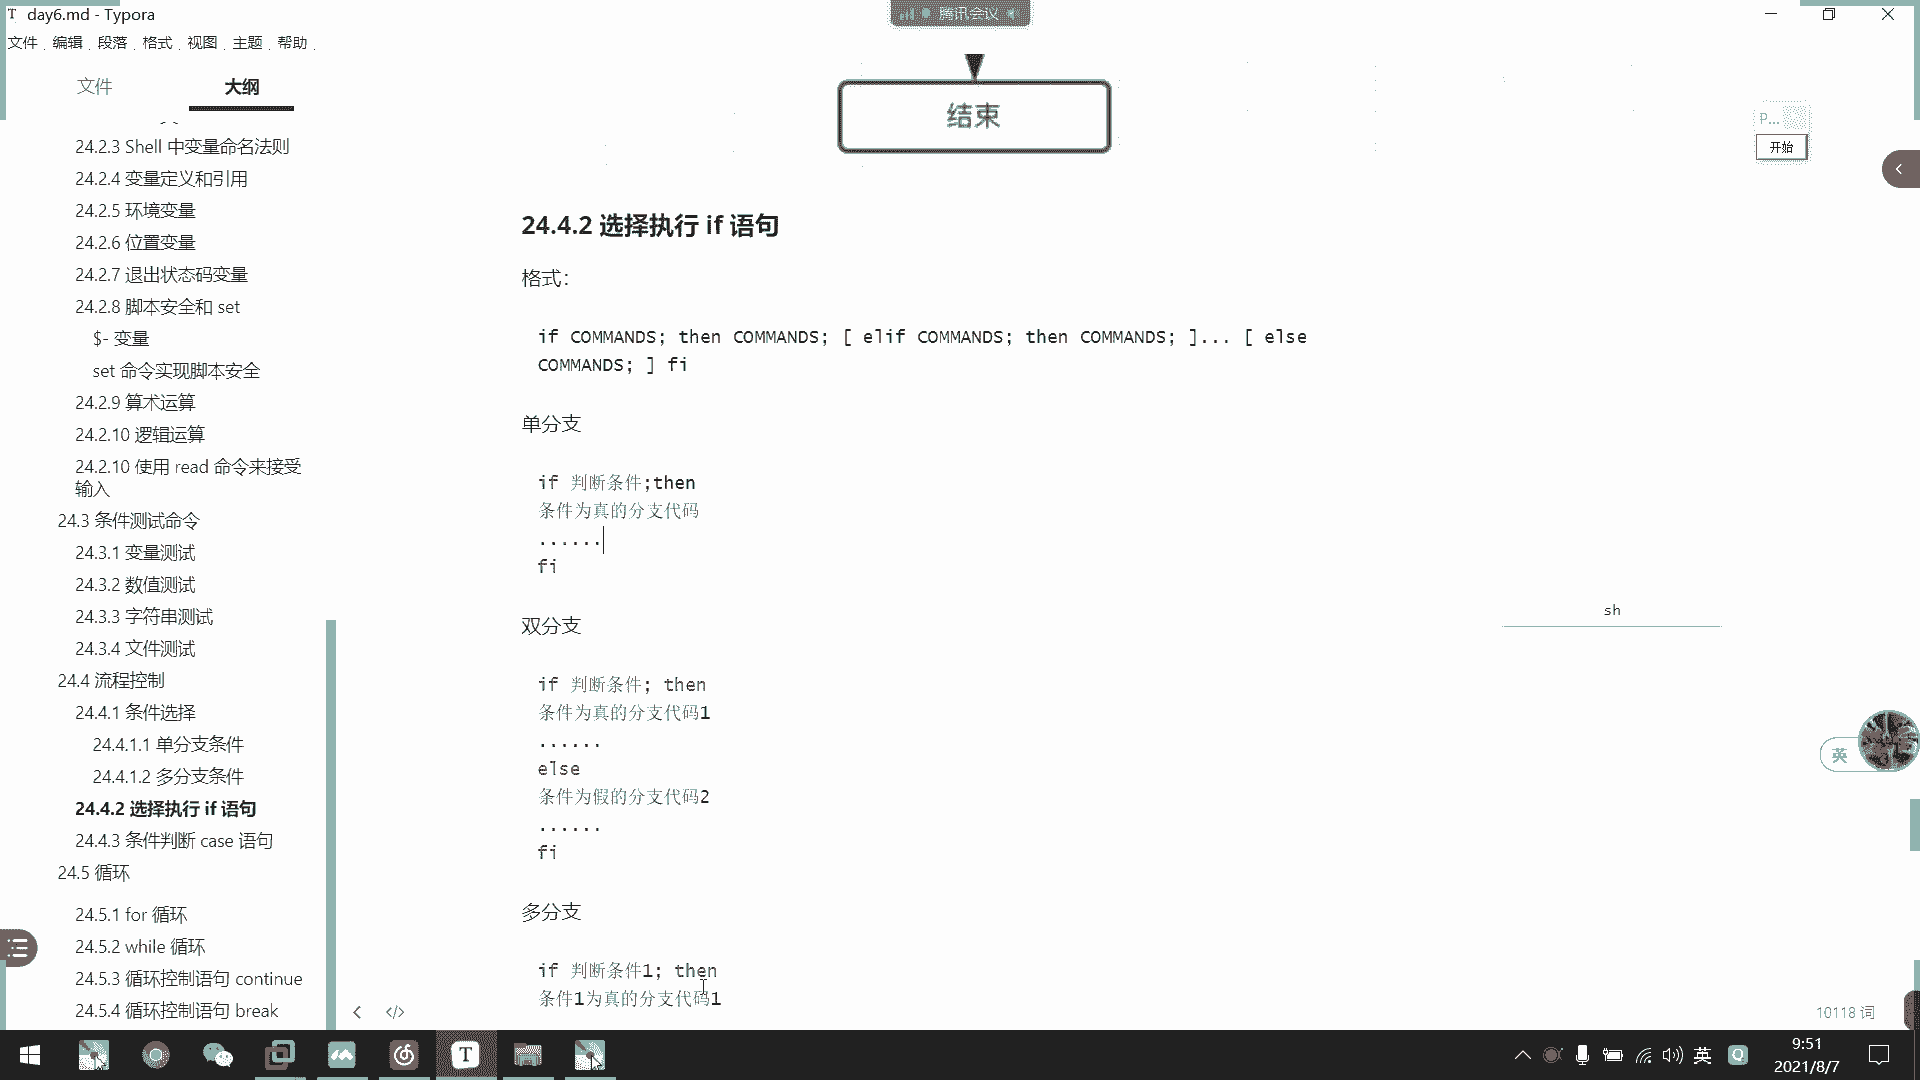 T day6.md - Typora
腾讯会议
文件 编辑 段落 格式 视图 主题 帮助
文件
大纲
24.2.3 Shell 中变量命名法则
24.2.4 变量定义和引用
24.2.5 环境变量
24.2.6 位置变量
24.2.7 退出状态码变量
24.2.8 脚本安全和 set
$- 变量
set 命令实现脚本安全
24.2.9 算术运算
24.2.10 逻辑运算
24.2.10 使用 read 命令来接受
输入
24.3 条件测试命令
24.3.1 变量测试
24.3.2 数值测试
24.3.3 字符串测试
24.3.4 文件测试
24.4 流程控制
24.4.1 条件选择
24.4.1.1 单分支条件
24.4.1.2 多分支条件
24.4.2 选择执行 if 语句
24.4.3 条件判断 case 语句
24.5 循环
24.5.1 for 循环
24.5.2 while 循环
24.5.3 循环控制语句 continue
24.5.4 循环控制语句 break
结束
P...
开始
24.4.2 选择执行 if 语句
格式：
if COMMANDS; then COMMANDS; [ elif COMMANDS; then COMMANDS; ]... [ else
COMMANDS; ] fi
单分支
if 判断条件;then
条件为真的分支代码
......
fi
双分支
if 判断条件; then
条件为真的分支代码1
......
else
条件为假的分支代码2
......
fi
多分支
if 判断条件1; then
条件1为真的分支代码1
sh
英
10118 词
T
英
Q
9:51
2021/8/7